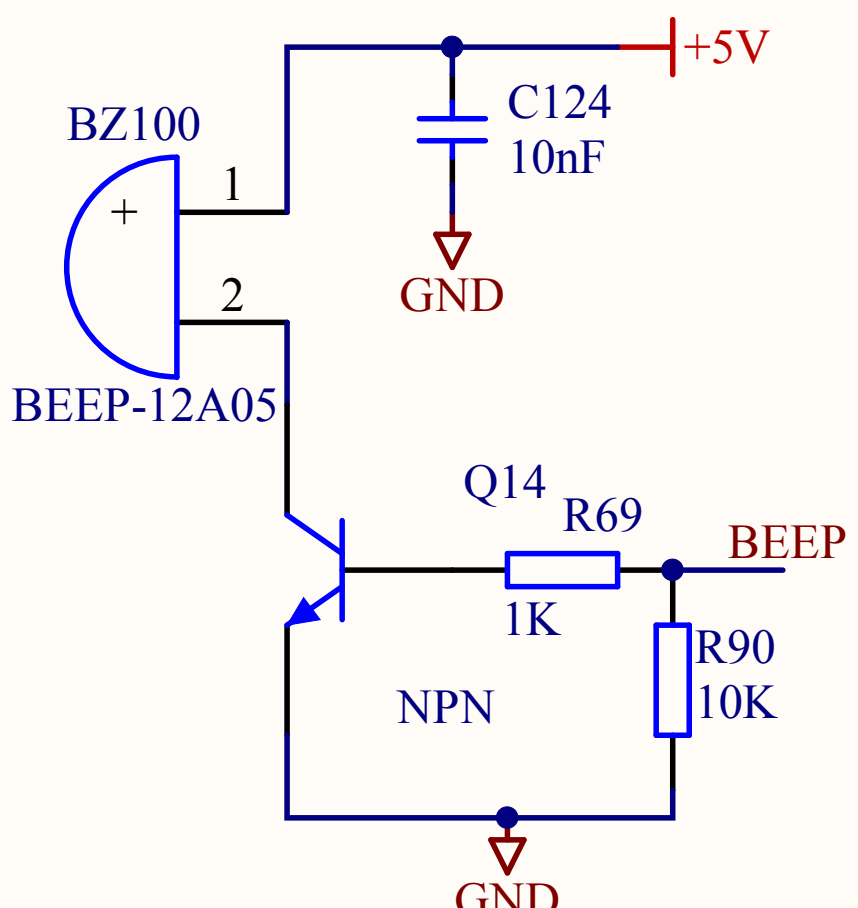 +5V
C124
10nF
BZ100
1
+
2
GND
BEEP-12A05
Q14
R69
BEEP
1K
R90
10K
NPN
GND